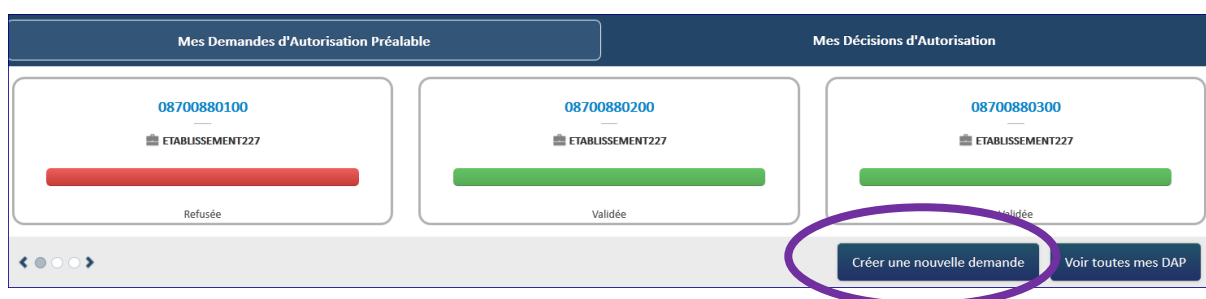 Mes Demandes d'Autorisation Préalable
Mes Décisions d'Autorisation
08700880100
ETABLISSEMENT227
Refusée
08700880200
ETABLISSEMENT227
Validée
08700880300
ETABLISSEMENT227
Validée
Créer une nouvelle demande
Voir toutes mes DAP